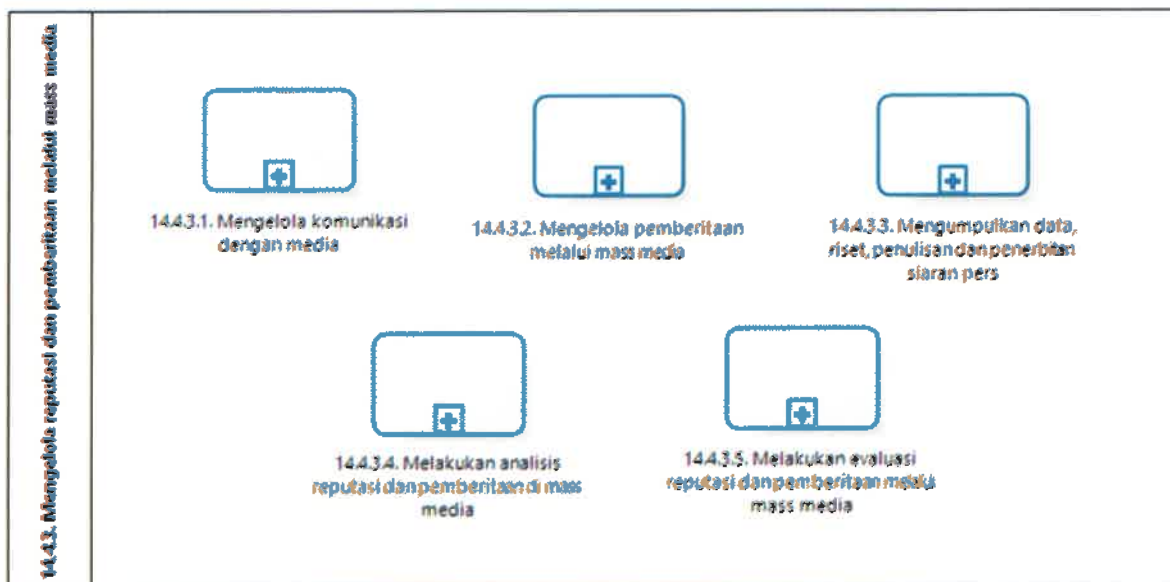 14.4.3. Mengelola reputasi dan pemberitaan melalui mass media
14.4.3.1. Mengelola komunikasi
dengan media
14.4.3.2. Mengelola pemberitaan
melalui mass media
14.4.3.3. Mengumpulkan data,
riset, penulisan dan penerbitan
siaran pers
14.4.3.4. Melakukan analisis
reputasi dan pemberitaan di mass
media
14.4.3.5. Melakukan evaluasi
reputasi dan pemberitaan melalui
mass media